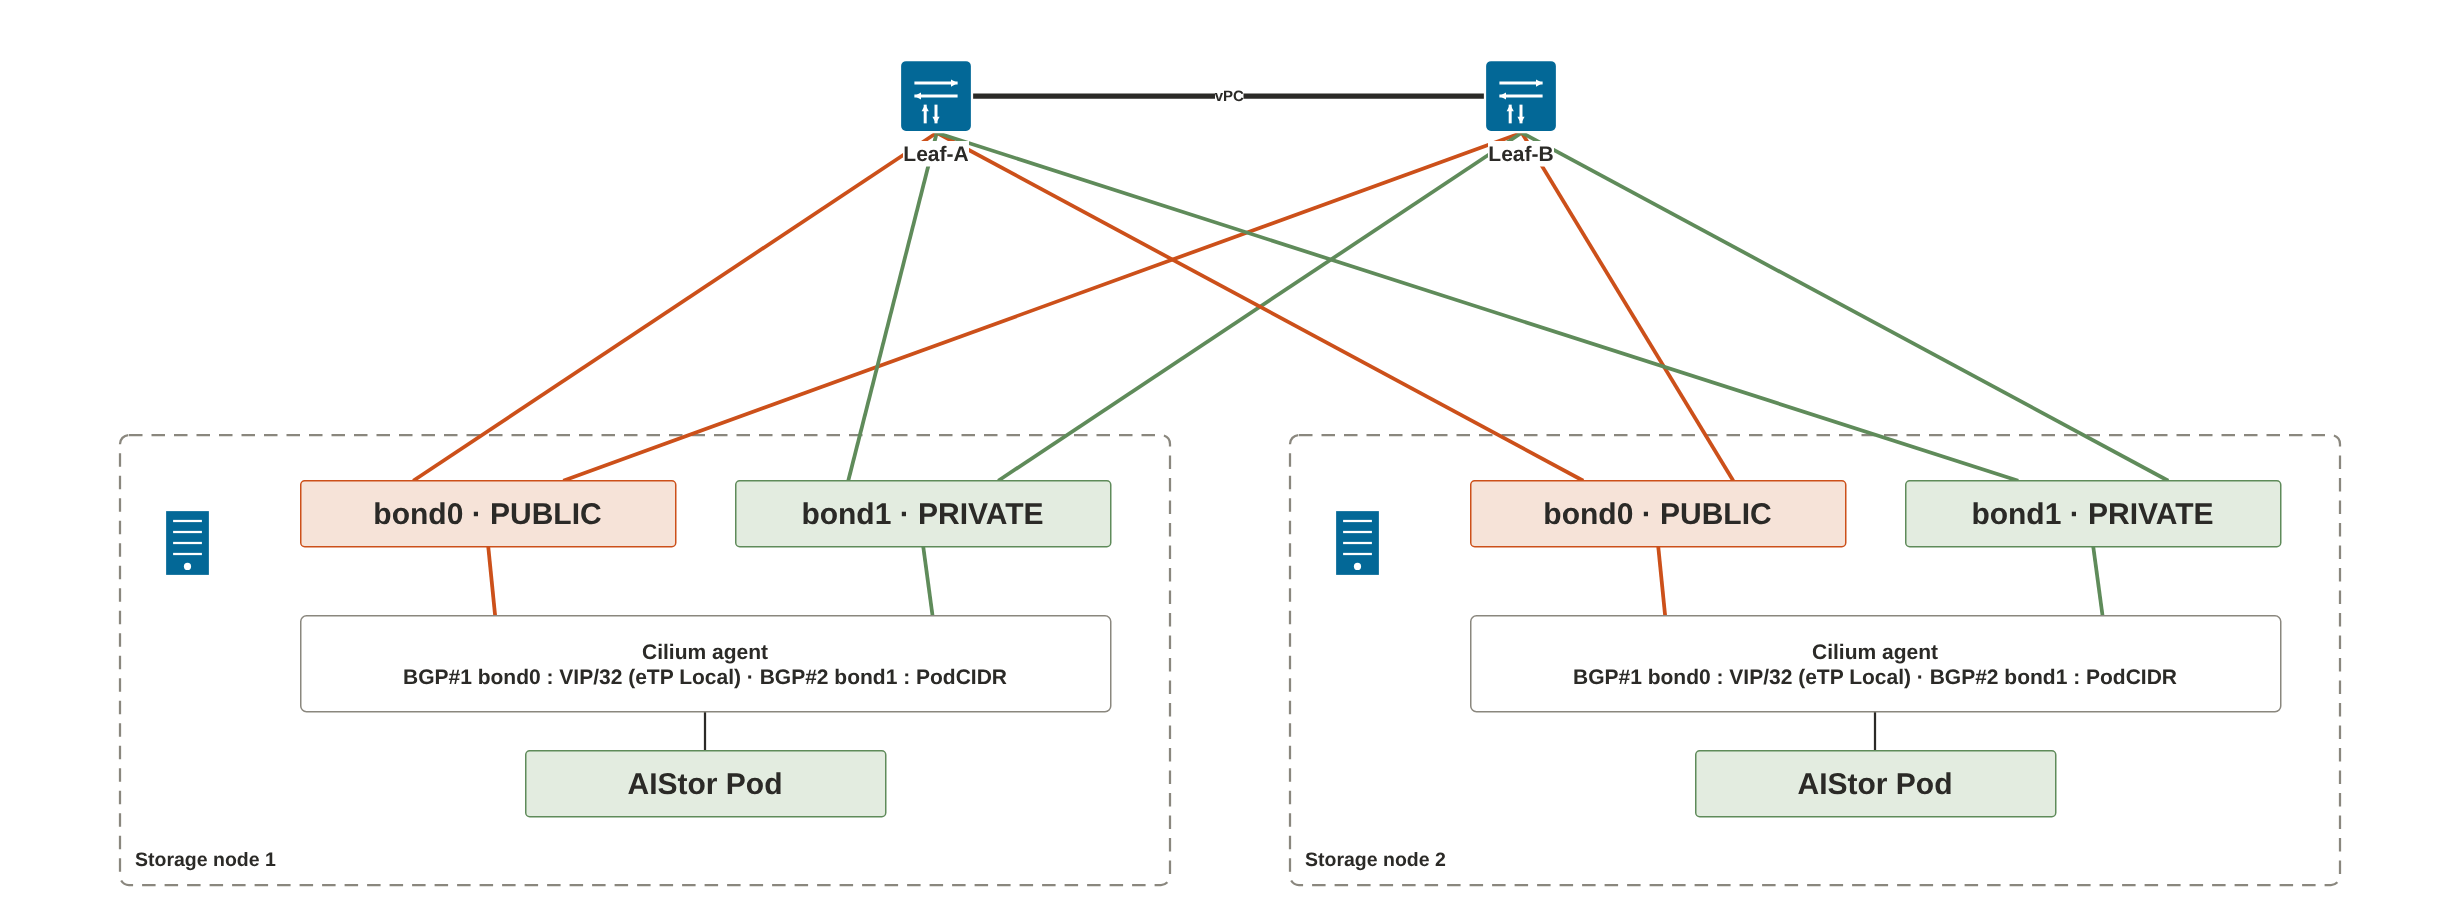 vPC
Leaf-A
Leaf-B
bond0 · PUBLIC
bond1 · PRIVATE
bond0 · PUBLIC
bond1 · PRIVATE
Cilium agent
BGP#1 bond0 : VIP/32 (eTP Local) · BGP#2 bond1 : PodCIDR
Cilium agent
BGP#1 bond0 : VIP/32 (eTP Local) · BGP#2 bond1 : PodCIDR
AIStor Pod
AIStor Pod
Storage node 1
Storage node 2